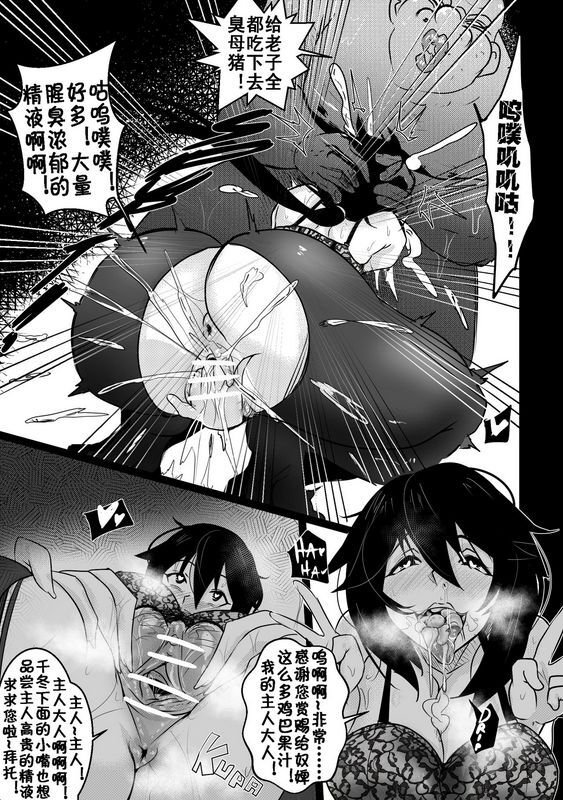 呜噗叽叽咕!!
给老子全
都吃下去
臭母猪!
咕呜噗噗!
好多!大量
腥臭浓郁的
精液啊啊!
HA♥
HA~
呜啊啊~非常……
感谢您赏赐给奴婢
这么多鸡巴果汁!
我的主人大人!
KUPA
主人~主人!
主人大人啊啊啊!
千冬下面的小嘴也想
品尝主人高贵的精液
求求您啦~拜托!